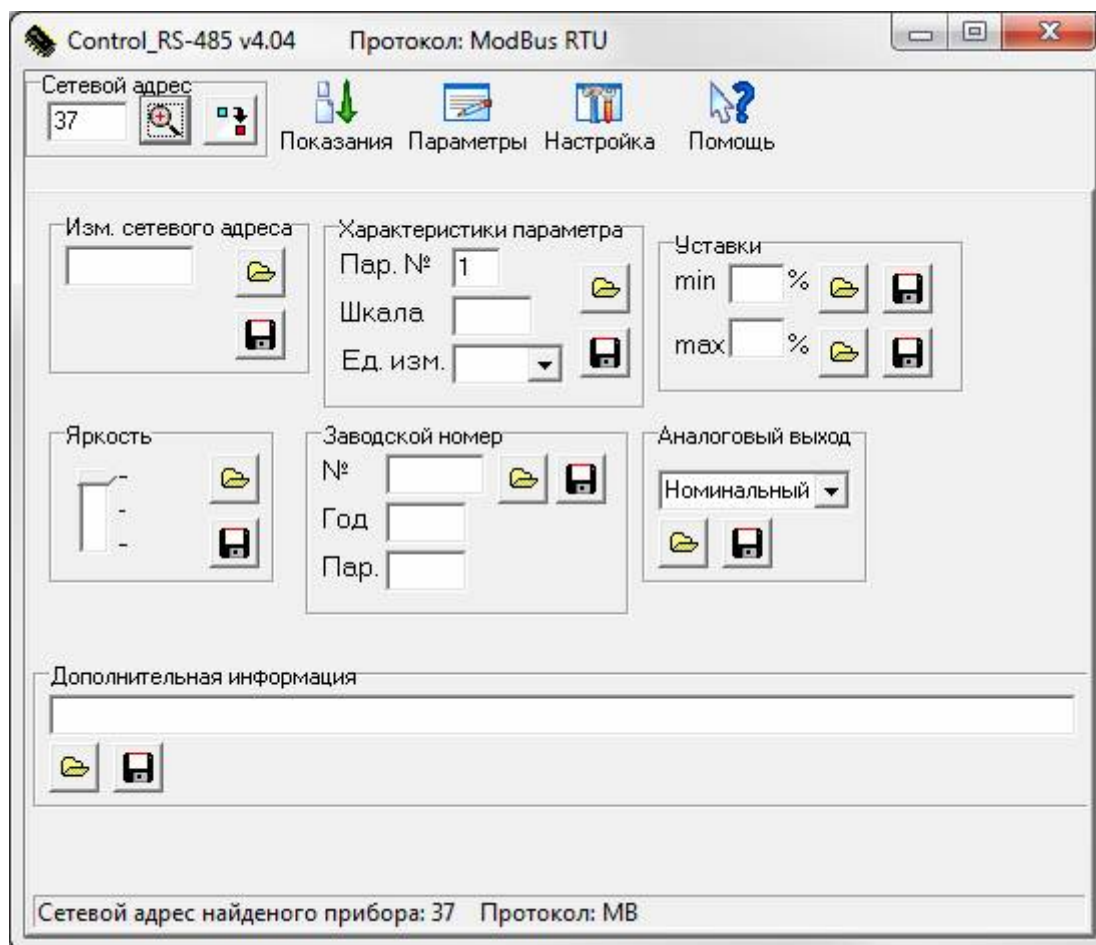 Control_RS-485 v4.04 Протокол: ModBus RTU
Сетевой адрес
37
Показания Параметры Настройка Помощь
Изм. сетевого адреса
Характеристики параметра
Пар. № 1
Шкала
Ед. изм.
Уставки
min %
max %
Яркость
Заводской номер
№
Год
Пар.
Аналоговый выход
Номинальный
Дополнительная информация
Сетевой адрес найденого прибора: 37 Протокол: MB